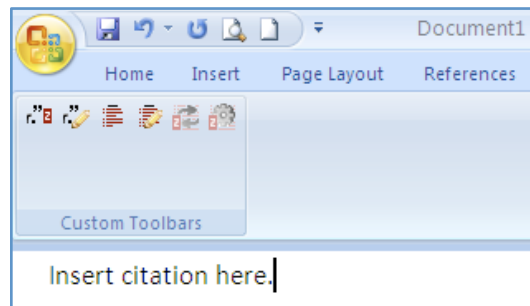 Document1
Home Insert Page Layout References
Custom Toolbars
Insert citation here.